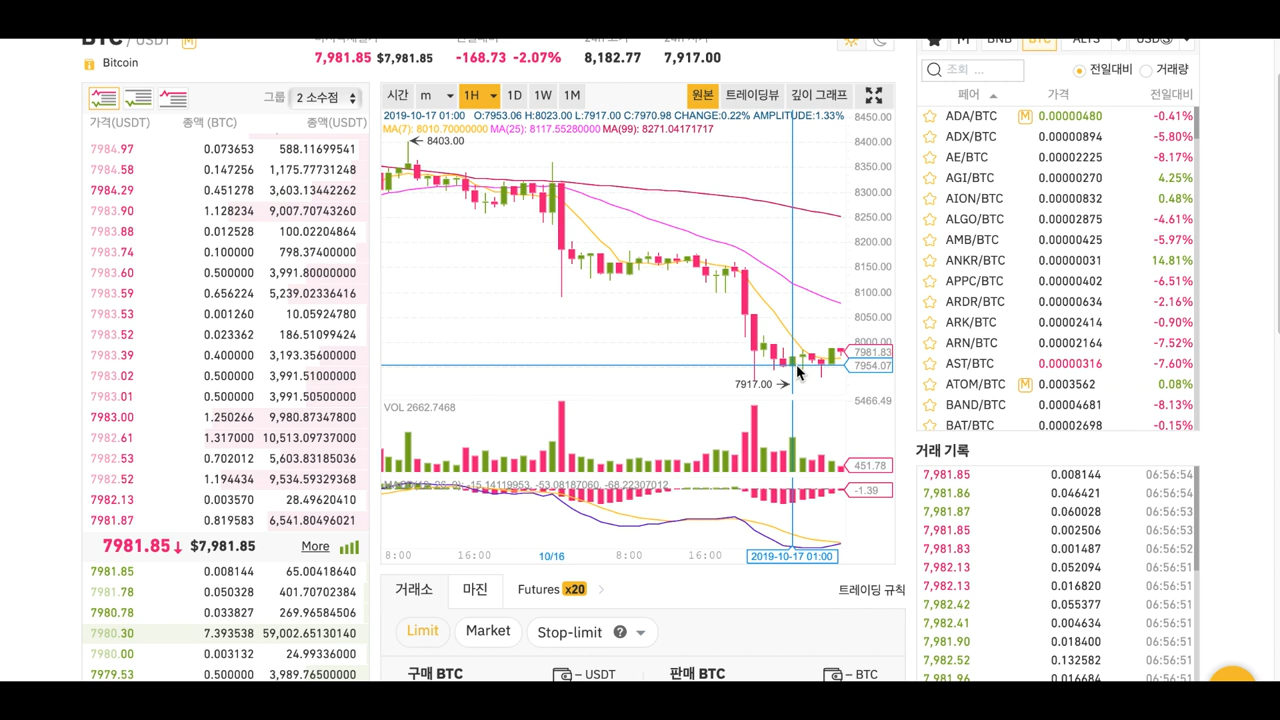 BTC / USDT M
Bitcoin
7,981.85 $7,981.85
-168.73 -2.07%
8,182.77
7,917.00
그룹 2 소수점
가격(USDT) 총액 (BTC) 총액(USDT)
7984.97 0.073653 588.11699541
7984.58 0.147256 1,175.77731248
7984.29 0.451278 3,603.13442262
7983.90 1.128234 9,007.70743260
7983.88 0.012528 100.02204864
7983.74 0.100000 798.37400000
7983.60 0.500000 3,991.80000000
7983.59 0.656224 5,239.02336416
7983.53 0.001260 10.05924780
7983.52 0.023362 186.51099424
7983.39 0.400000 3,193.35600000
7983.02 0.500000 3,991.51000000
7983.01 0.500000 3,991.50500000
7983.00 1.250266 9,980.87347800
7982.61 1.317000 10,513.09737000
7982.53 5,603.83185036
7982.52 1.194434 9,534.59329368
7982.13 0.003570 28.49620410
7981.87 0.819583 6,541.80496021
7981.85↓ $7,981.85 More
7981.85 0.008144 65.00418640
7981.78 0.050328 401.70702384
7980.78 0.033827 269.96584506
7980.30 7.393538 59,002.65130140
7980.00 0.003132 24.99336000
7979.53 0.500000 3,989.76500000
시간 m 1H 1D 1W 1M 원본 트레이딩뷰 깊이 그래프
2019-10-17 01:00 O:7953.06 H:8023.00 L:7917.00 C:7970.98 CHANGE:0.22% AMPLITUDE:1.33%
MA(7): 8010.70000000 MA(25): 8117.55280000 MA(99): 8271.04171717
8403.00
7917.00
8450.00
8400.00
8350.00
8300.00
8250.00
8200.00
8150.00
8100.00
8050.00
8000.00
7981.83
7954.07
5466.49
VOL 2662.7468
451.78
-15.14119953, -53.08187060, -68.22307012
-1.39
8:00 16:00 10/16 8:00 16:00 2019-10-17 01:00
거래소 마진 Futures x20 트레이딩 규칙
Limit Market Stop-limit ?
구매 BTC – USDT 판매 BTC – BTC
M BNB BTC ALTS USDⓈ
조회 ... 전일대비 거래량
페어 가격 전일대비
ADA/BTC M 0.00000480 -0.41%
ADX/BTC 0.00000894 -5.80%
AE/BTC 0.00002225 -8.17%
AGI/BTC 0.00000270 4.25%
AION/BTC 0.00000832 0.48%
ALGO/BTC 0.00002875 -4.61%
AMB/BTC 0.00000425 -5.97%
ANKR/BTC 0.00000031 14.81%
APPC/BTC 0.00000402 -6.51%
ARDR/BTC 0.00000634 -2.16%
ARK/BTC 0.00002414 -0.90%
ARN/BTC 0.00002164 -7.52%
AST/BTC 0.00000316 -7.60%
ATOM/BTC M 0.0003562 0.08%
BAND/BTC 0.00004681 -8.13%
BAT/BTC 0.00002698 -0.15%
거래 기록
7,981.85 0.008144 06:56:54
7,981.86 0.046421 06:56:54
7,981.87 0.060028 06:56:53
7,981.85 0.002506 06:56:53
7,981.83 0.001487 06:56:52
7,982.13 0.052094 06:56:51
7,982.13 0.016820 06:56:51
7,982.42 0.055377 06:56:51
7,982.41 0.004634 06:56:51
7,981.90 0.018400 06:56:51
7,982.52 0.132582 06:56:51
7,981.96 0.016684 06:56:51